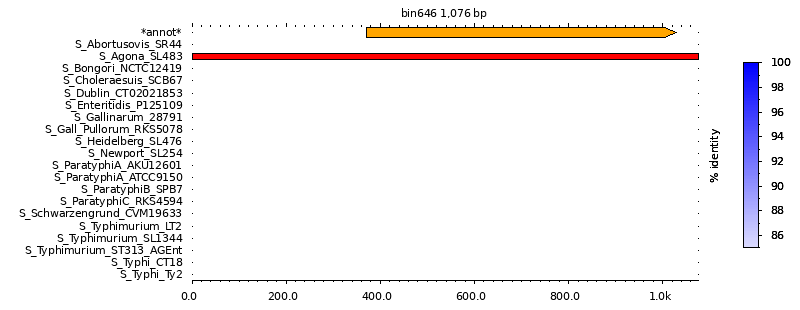 bin646 1,076 bp
*annot*
S_Abortusovis_SR44
S_Agona_SL483
S_Bongori_NCTC12419
S_Choleraesuis_SCB67
S_Dublin_CT02021853
S_Enteritidis_P125109
S_Gallinarum_28791
S_Gall_Pullorum_RKS5078
S_Heidelberg_SL476
S_Newport_SL254
S_ParatyphiA_AKU12601
S_ParatyphiA_ATCC9150
S_ParatyphiB_SPB7
S_ParatyphiC_RKS4594
S_Schwarzengrund_CVM19633
S_Typhimurium_LT2
S_Typhimurium_SL1344
S_Typhimurium_ST313_AGEnt
S_Typhi_CT18
S_Typhi_Ty2
0.0 200.0 400.0 600.0 800.0 1.0k
% identity
100
98
96
94
92
90
88
86